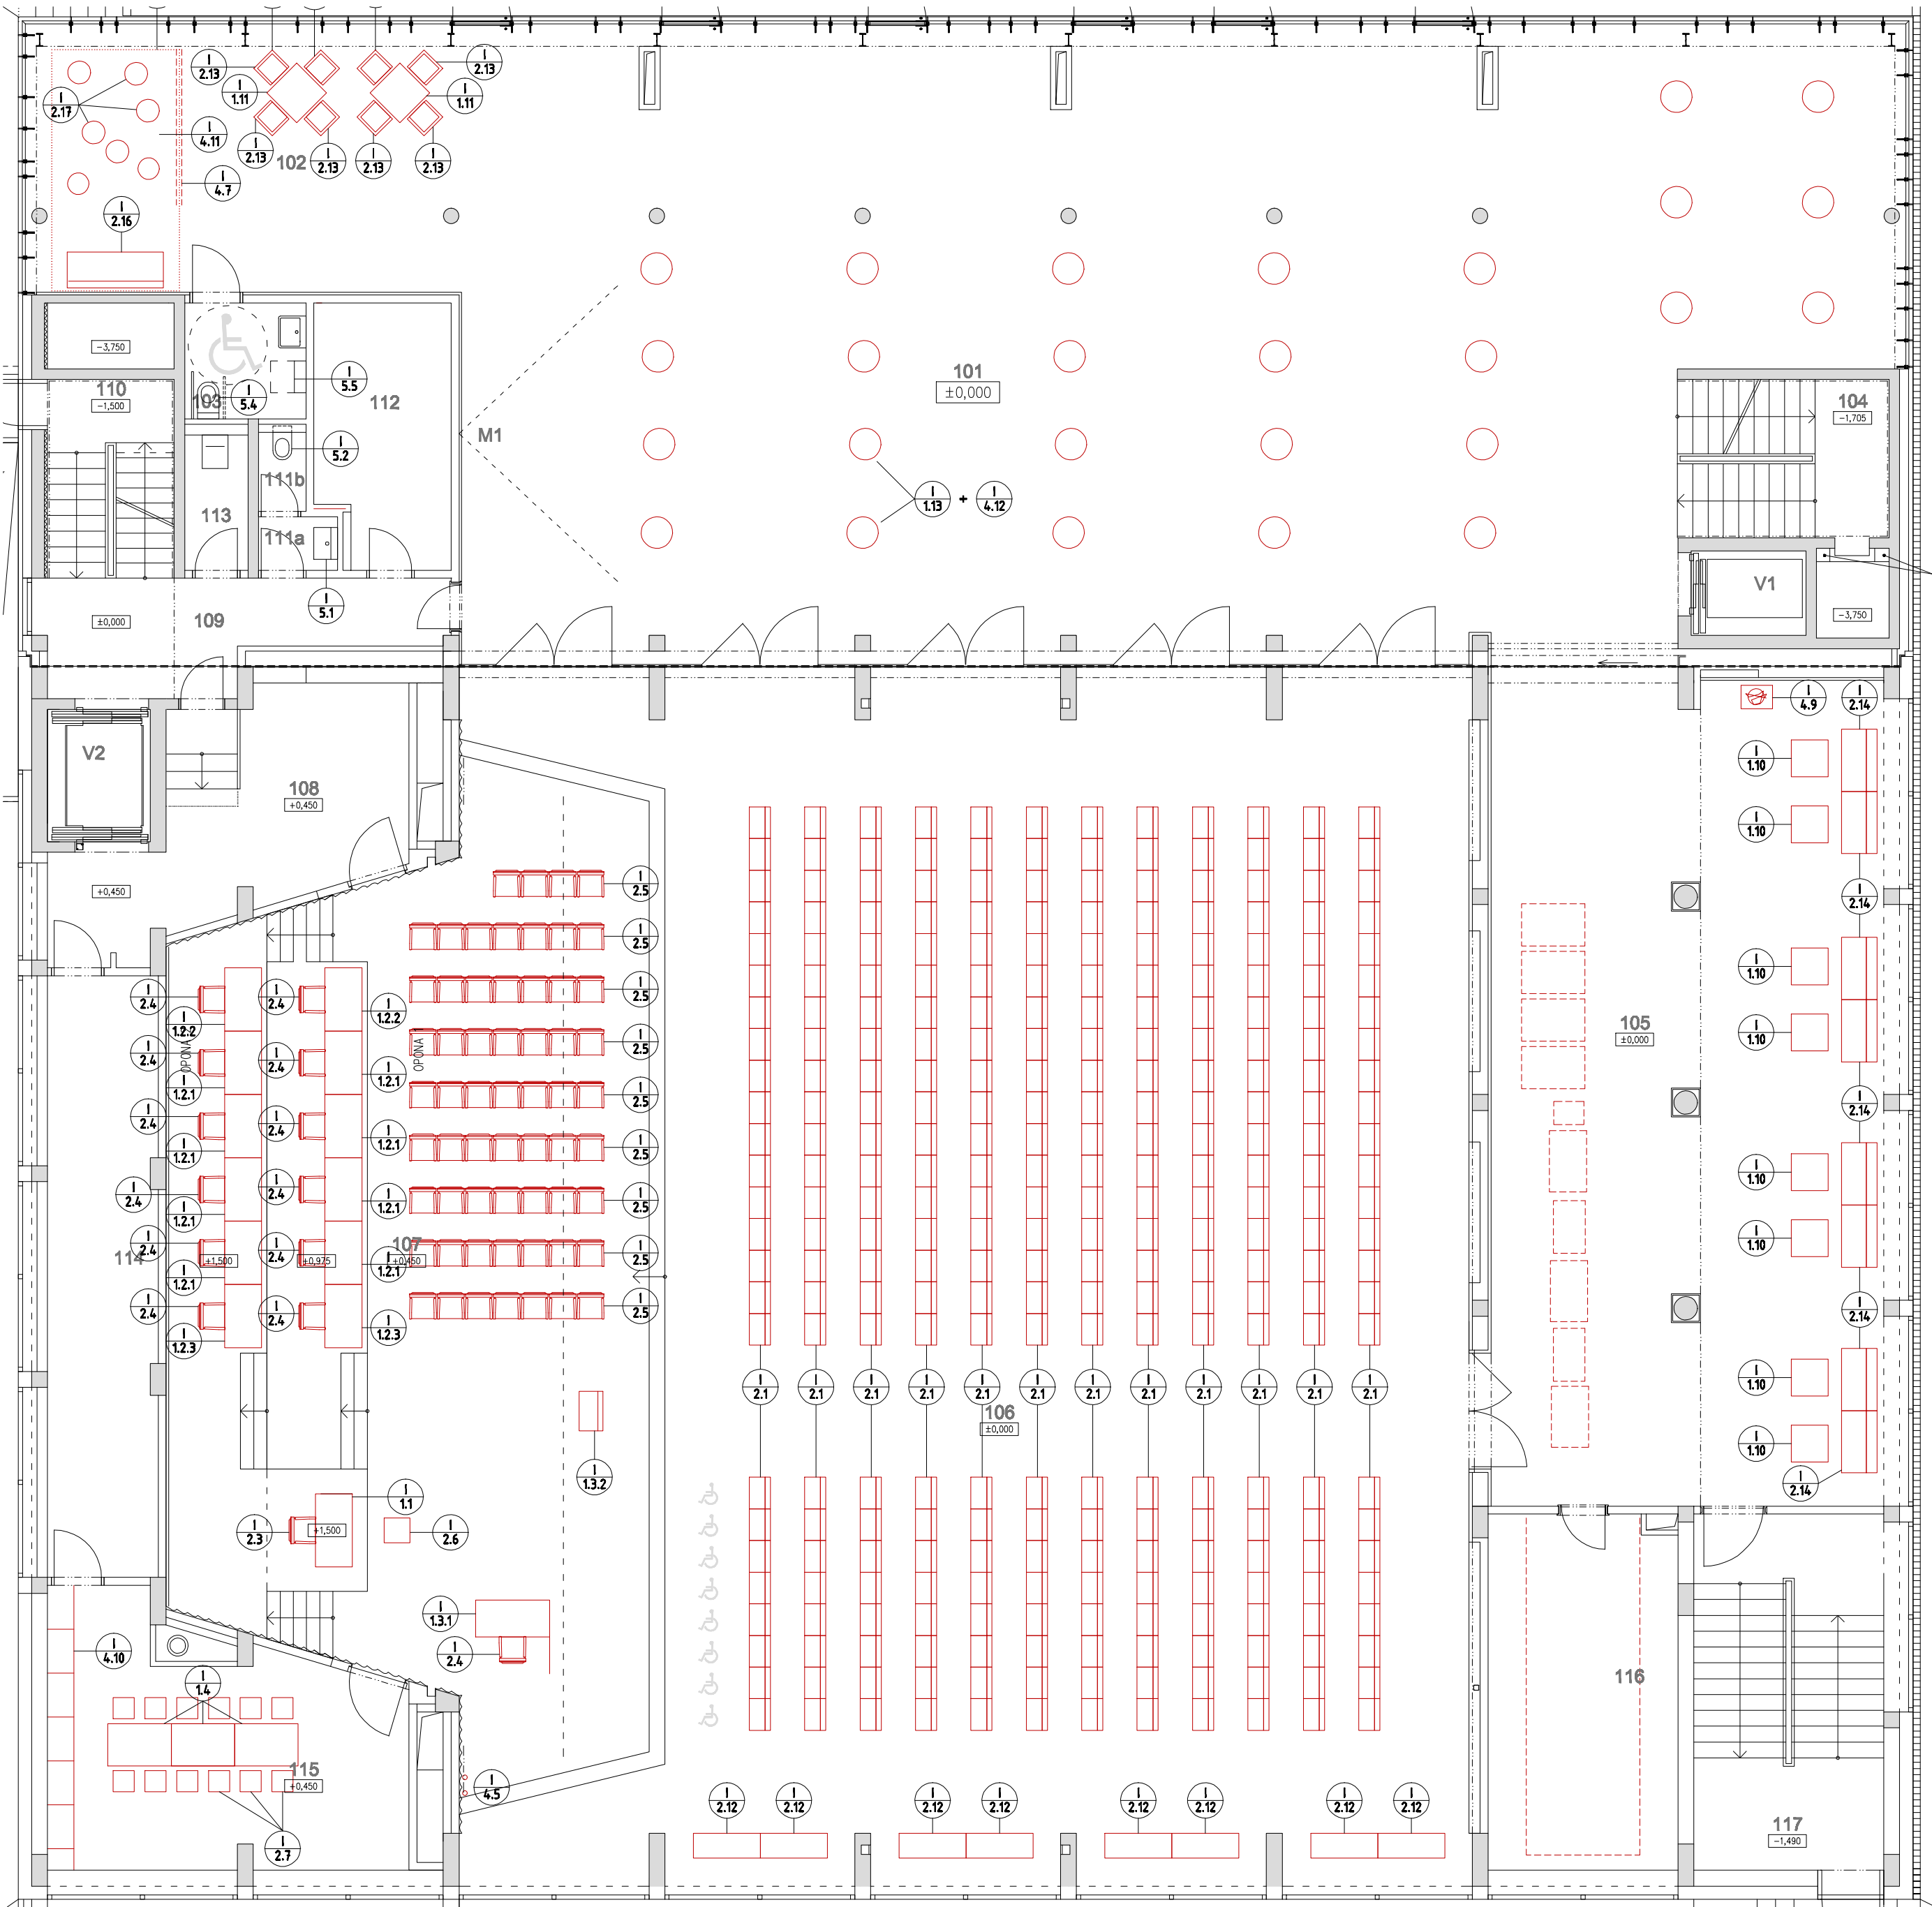 I
2.13
I
2.13
I
1.11
I
1.11
I
2.17
I
4.11
I
2.13
I
2.13
I
2.13
I
2.13
102
I
4.7
I
2.16
-3,750
110
-1,500
103
I
5.4
I
5.5
112
101
±0,000
104
-1,705
M1
I
5.2
111b
113
111a
I
1.13
+
I
4.12
I
5.1
V1
-3,750
±0,000
109
I
4.9
I
2.14
V2
108
+0,450
I
1.10
I
1.10
+0,450
I
2.5
I
2.14
I
2.5
I
1.10
I
2.4
I
2.4
I
2.5
I
1.2.2
I
1.2.2
OPONA
OPONA
I
2.4
I
2.4
I
2.5
105
±0,000
I
1.10
I
1.2.1
I
1.2.1
I
2.5
I
2.14
I
2.4
I
2.4
I
1.2.1
I
1.2.1
I
2.5
I
1.10
I
2.4
I
2.4
I
1.2.1
I
1.2.1
I
2.5
114
I
2.4
I
2.4
107
+1,500
+0,975
+0,450
I
1.2.1
I
1.2.1
I
2.5
I
1.10
I
2.4
I
2.4
I
2.5
I
2.14
I
1.2.3
I
1.2.3
I
2.1
I
2.1
I
2.1
I
2.1
I
2.1
I
2.1
I
2.1
I
2.1
I
2.1
I
2.1
I
2.1
I
2.1
I
1.10
106
±0,000
I
1.10
I
1.3.2
I
2.14
I
1.1
I
2.3
+1,500
I
2.6
I
1.3.1
I
4.10
I
2.4
I
1.4
116
115
+0,450
I
4.5
I
2.12
I
2.12
I
2.12
I
2.12
I
2.12
I
2.12
I
2.12
I
2.12
117
-1,490
I
2.7